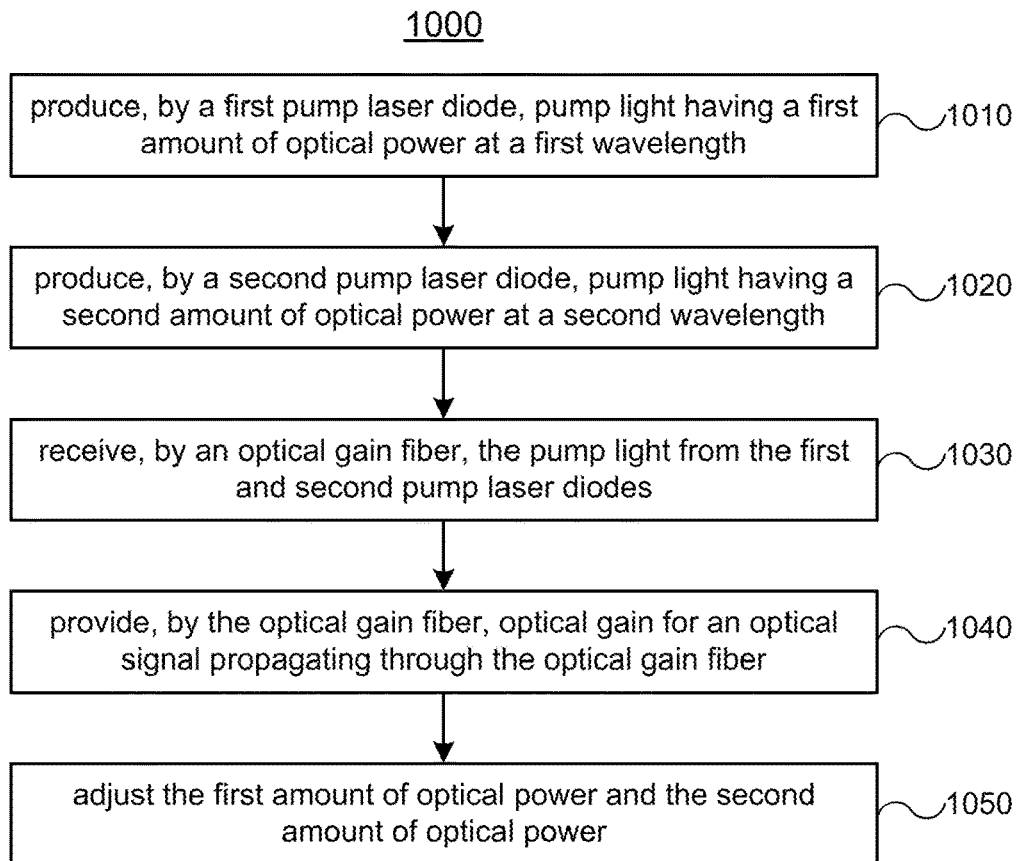 1000
produce, by a first pump laser diode, pump light having a first
amount of optical power at a first wavelength
1010
produce, by a second pump laser diode, pump light having a
second amount of optical power at a second wavelength
1020
receive, by an optical gain fiber, the pump light from the first
and second pump laser diodes
1030
provide, by the optical gain fiber, optical gain for an optical
signal propagating through the optical gain fiber
1040
adjust the first amount of optical power and the second
amount of optical power
1050